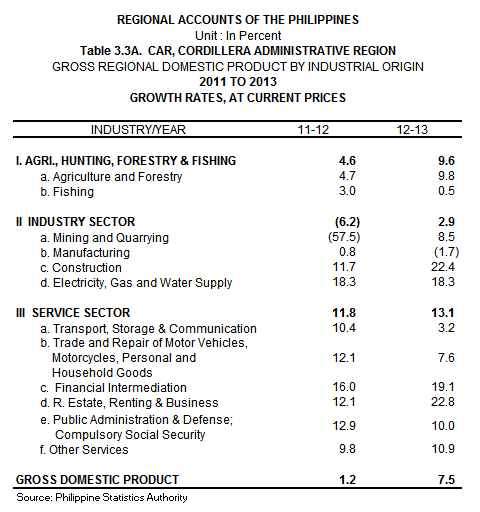 REGIONAL ACCOUNTS OF THE PHILIPPINES
Unit : In Percent
Table 3.3A. CAR, CORDILLERA ADMINISTRATIVE REGION
GROSS REGIONAL DOMESTIC PRODUCT BY INDUSTRIAL ORIGIN
2011 TO 2013
GROWTH RATES, AT CURRENT PRICES
INDUSTRY/YEAR 11-12 12-13
I. AGRI., HUNTING, FORESTRY & FISHING 4.6 9.6
a. Agriculture and Forestry 4.7 9.8
b. Fishing 3.0 0.5
II INDUSTRY SECTOR (6.2) 2.9
a. Mining and Quarrying (57.5) 8.5
b. Manufacturing 0.8 (1.7)
c. Construction 11.7 22.4
d. Electricity, Gas and Water Supply 18.3 18.3
III SERVICE SECTOR 11.8 13.1
a. Transport, Storage & Communication 10.4 3.2
b. Trade and Repair of Motor Vehicles,
Motorcycles, Personal and 12.1 7.6
Household Goods
c. Financial Intermediation 16.0 19.1
d. R. Estate, Renting & Business 12.1 22.8
e. Public Administration & Defense; 12.9 10.0
Compulsory Social Security
f. Other Services 9.8 10.9
GROSS DOMESTIC PRODUCT 1.2 7.5
Source: Philippine Statistics Authority